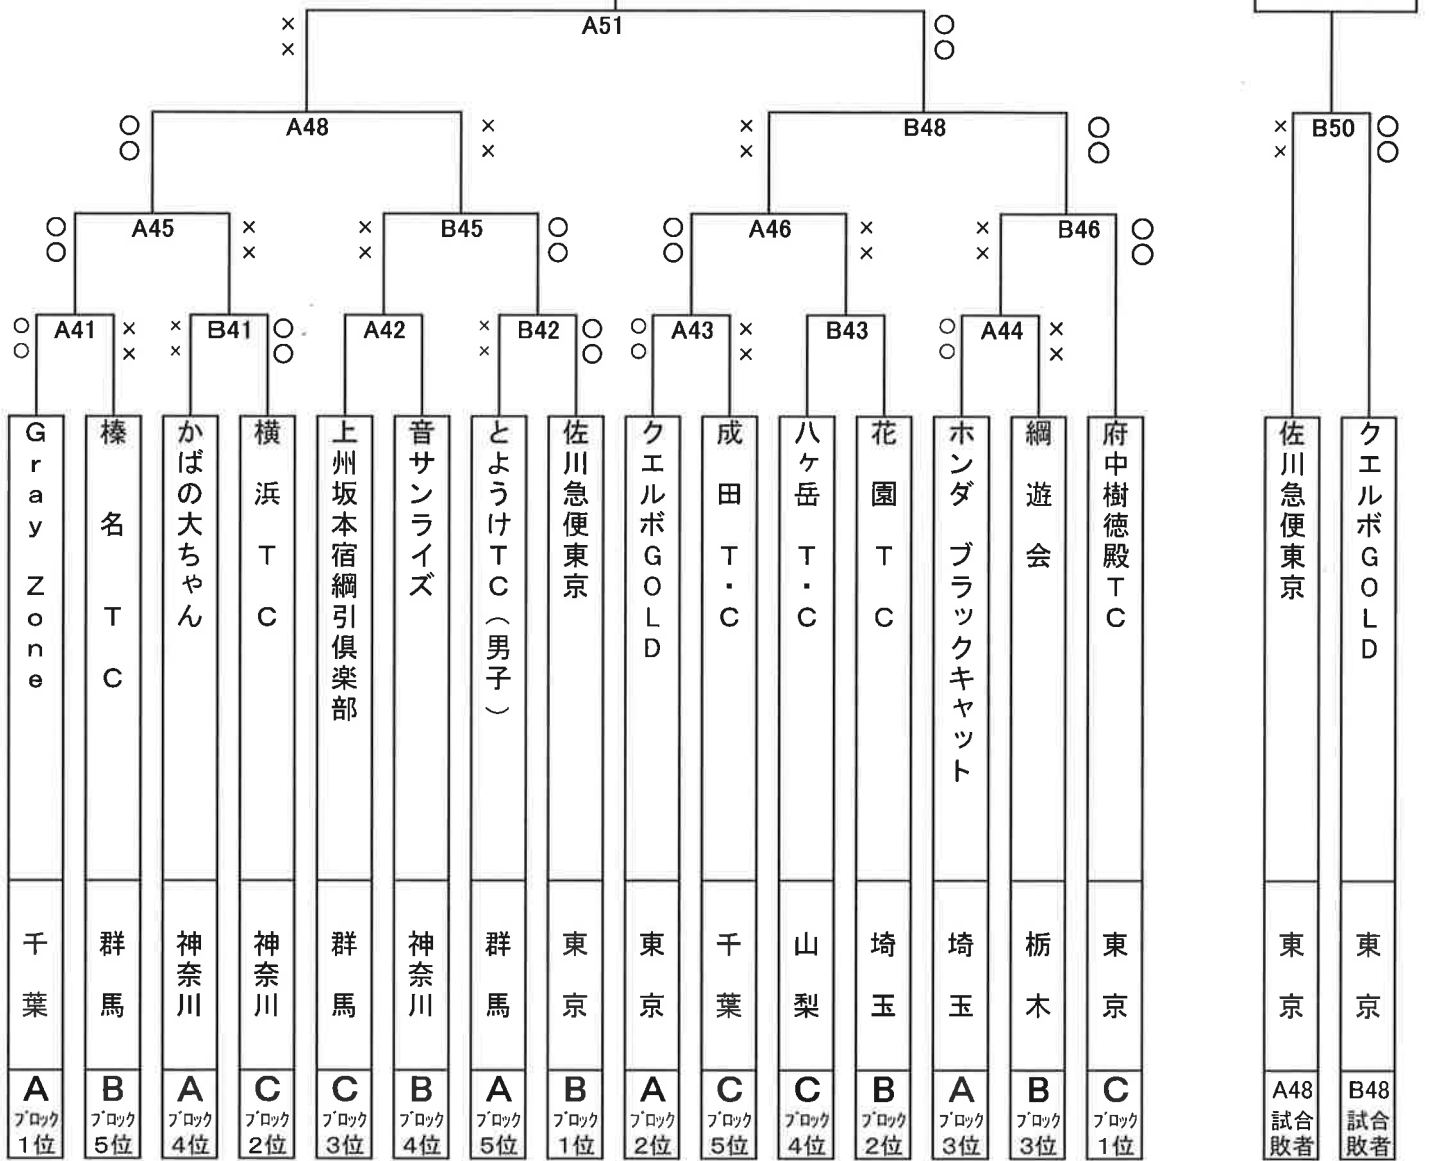 × A51 ○
× ○
○ A48 × × B48 ○ × B50 ○
○ × × ○ × ○
○ A45 × × B45 ○ ○ A46 × × B46 ○
○ × × ○ ○ × × ○
○ A41 × × B41 ○ A42 × B42 ○ ○ A43 × B43 ○ A44 ×
○ × × ○ × ○ ○ × ○ ×
Gray Zone
榛名TC
かばの大ちゃん
横浜TC
上州坂本宿綱引倶楽部
音サンライズ
とようけTC（男子）
佐川急便東京
クエルボGOLD
成田T・C
八ヶ岳T・C
花園TC
ホンダ ブラックキャット
綱遊会
府中樹徳殿TC
佐川急便東京
クエルボGOLD
千葉 群馬 神奈川 神奈川 群馬 神奈川 群馬 東京 東京 千葉 山梨 埼玉 埼玉 栃木 東京 東京 東京
A B A C C B A B A C C B A B C A48 B48
ブロック ブロック ブロック ブロック ブロック ブロック ブロック ブロック ブロック ブロック ブロック ブロック ブロック ブロック ブロック 試合 試合
1位 5位 4位 2位 3位 4位 5位 1位 2位 5位 4位 2位 3位 3位 1位 敗者 敗者